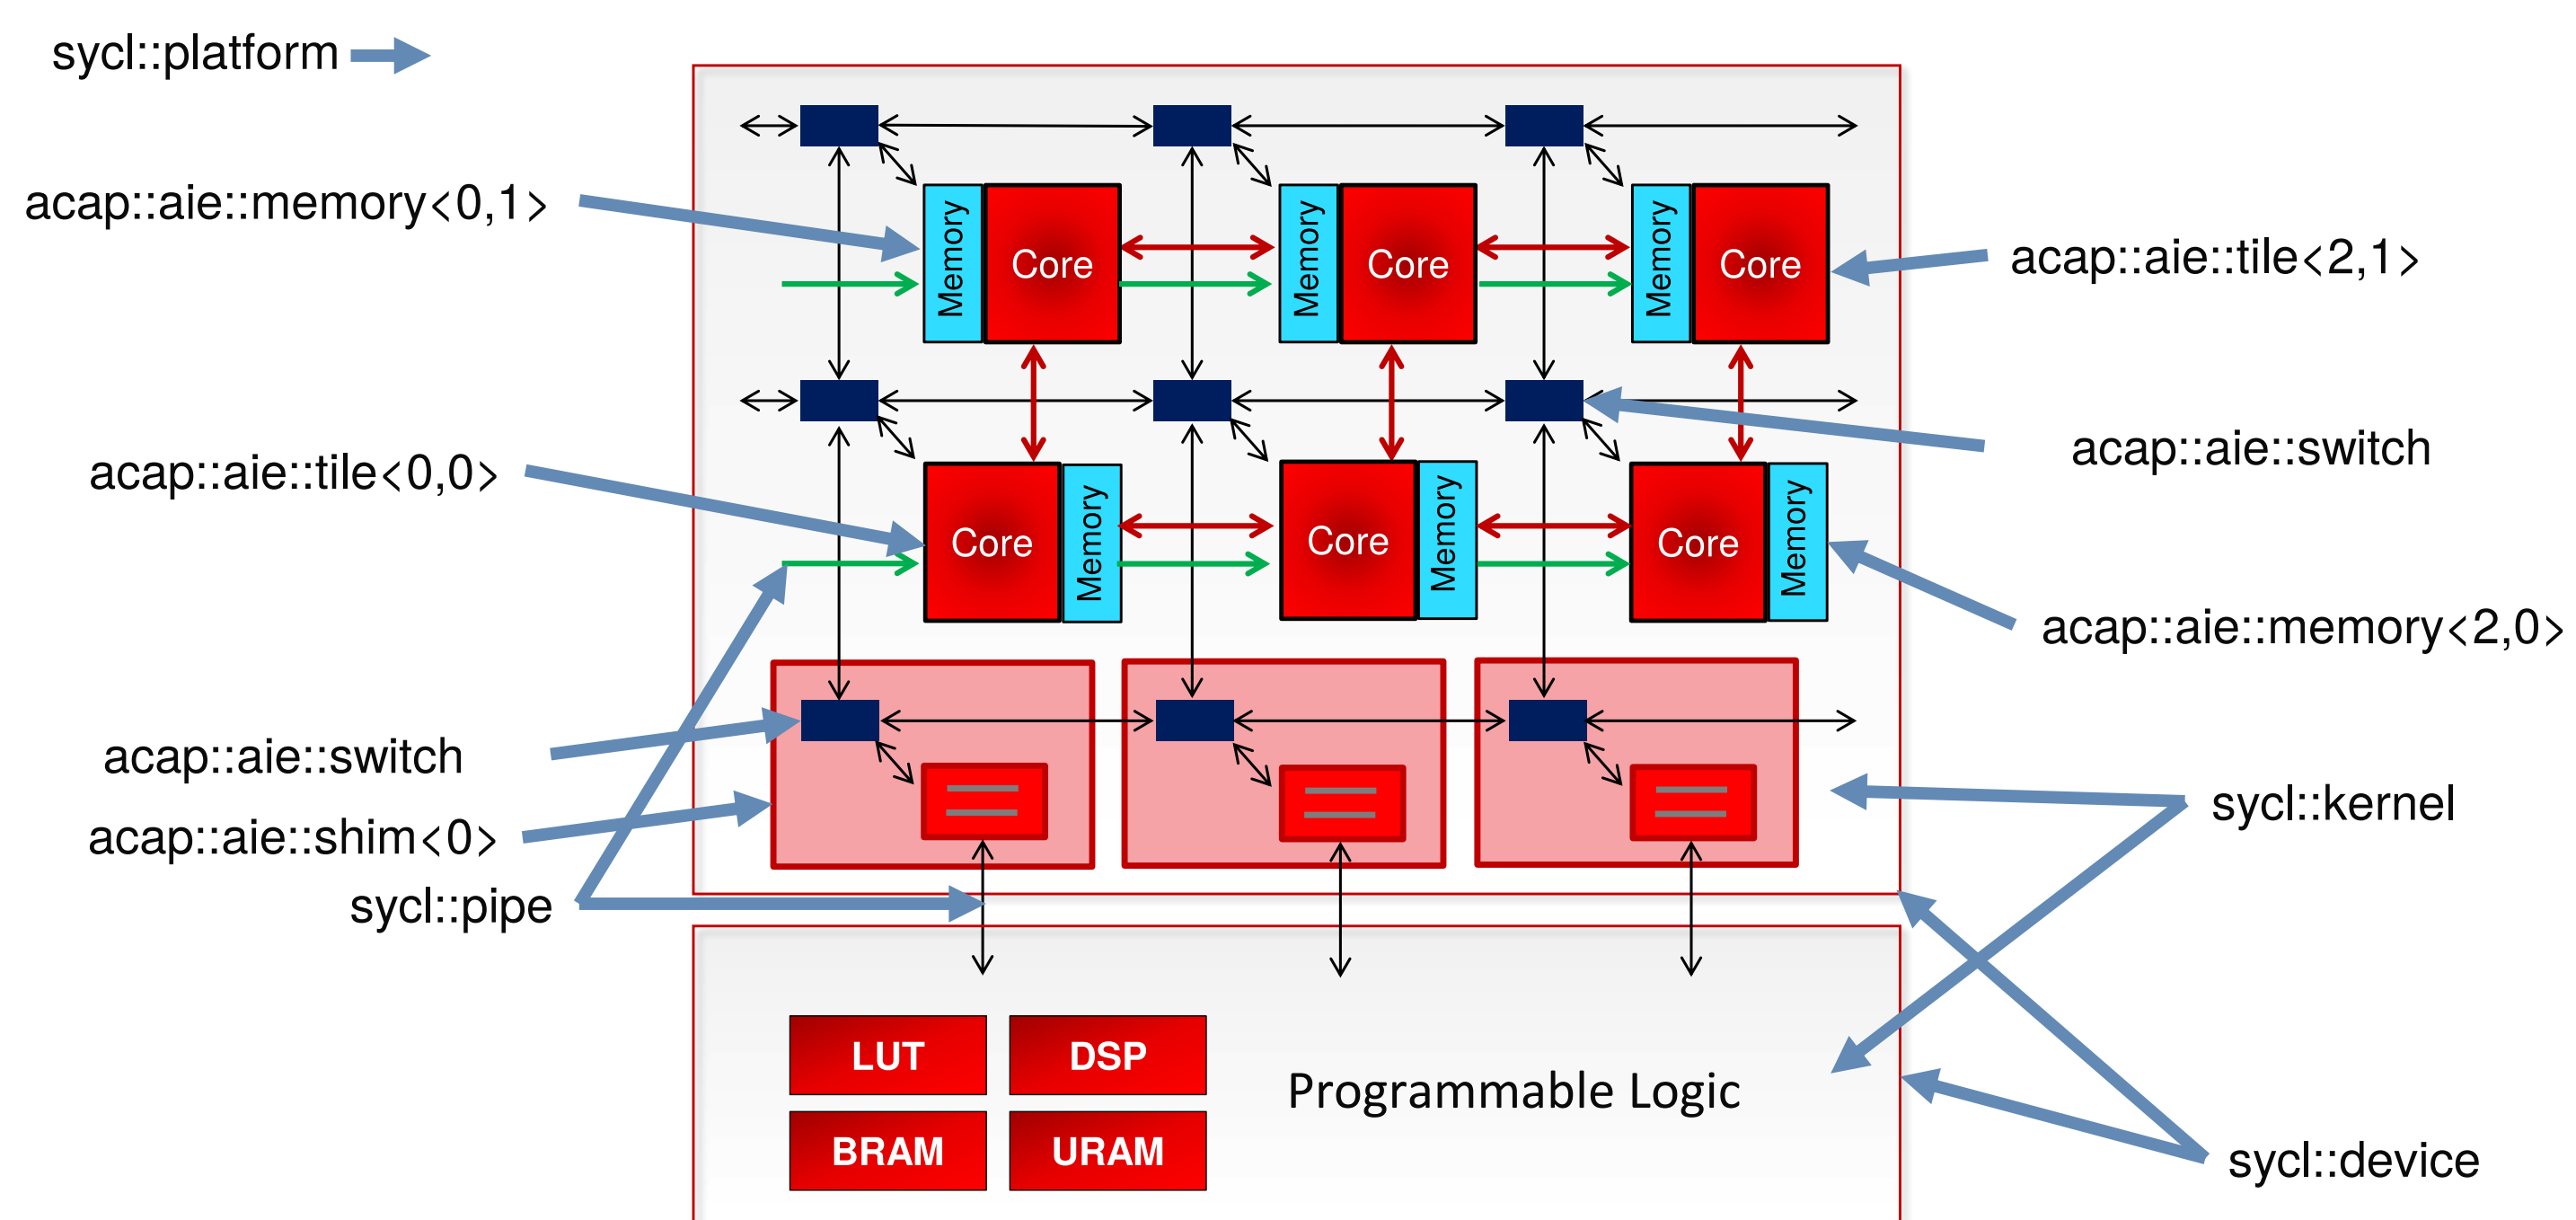 sycl::platform
acap::aie::memory<0,1>
Memory
Core
Memory
Core
Memory
Core
acap::aie::tile<2,1>
acap::aie::switch
acap::aie::tile<0,0>
Core
Memory
Core
Memory
Core
Memory
acap::aie::memory<2,0>
acap::aie::switch
acap::aie::shim<0>
sycl::kernel
sycl::pipe
LUT
DSP
Programmable Logic
BRAM
URAM
sycl::device